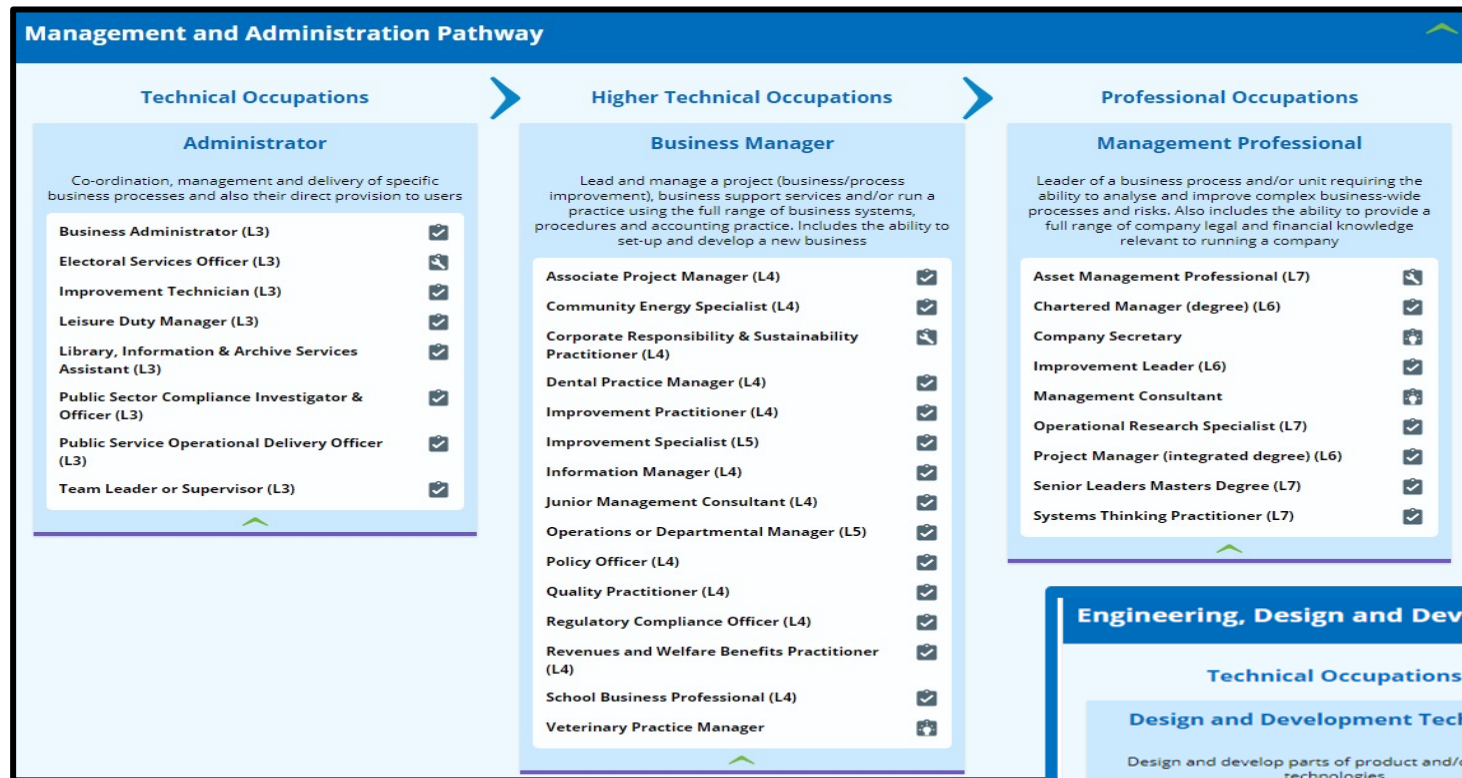 Management and Administration Pathway
Technical Occupations
Administrator
Co-ordination, management and delivery of specific
business processes and also their direct provision to users
Business Administrator (L3)
Electoral Services Officer (L3)
Improvement Technician (L3)
Leisure Duty Manager (L3)
Library, Information & Archive Services
Assistant (L3)
Public Sector Compliance Investigator &
Officer (L3)
Public Service Operational Delivery Officer
(L3)
Team Leader or Supervisor (L3)
Higher Technical Occupations
Business Manager
Lead and manage a project (business/process
improvement), business support services and/or run a
practice using the full range of business systems,
procedures and accounting practice. Includes the ability to
set-up and develop a new business
Associate Project Manager (L4)
Community Energy Specialist (L4)
Corporate Responsibility & Sustainability
Practitioner (L4)
Dental Practice Manager (L4)
Improvement Practitioner (L4)
Improvement Specialist (L5)
Information Manager (L4)
Junior Management Consultant (L4)
Operations or Departmental Manager (L5)
Policy Officer (L4)
Quality Practitioner (L4)
Regulatory Compliance Officer (L4)
Revenues and Welfare Benefits Practitioner
(L4)
School Business Professional (L4)
Veterinary Practice Manager
Professional Occupations
Management Professional
Leader of a business process and/or unit requiring the
ability to analyse and improve complex business-wide
processes and risks. Also includes the ability to provide a
full range of company legal and financial knowledge
relevant to running a company
Asset Management Professional (L7)
Chartered Manager (degree) (L6)
Company Secretary
Improvement Leader (L6)
Management Consultant
Operational Research Specialist (L7)
Project Manager (integrated degree) (L6)
Senior Leaders Masters Degree (L7)
Systems Thinking Practitioner (L7)
Engineering, Design and Dev
Technical Occupations
Design and Development Tec
Design and develop parts of product and/
technologies